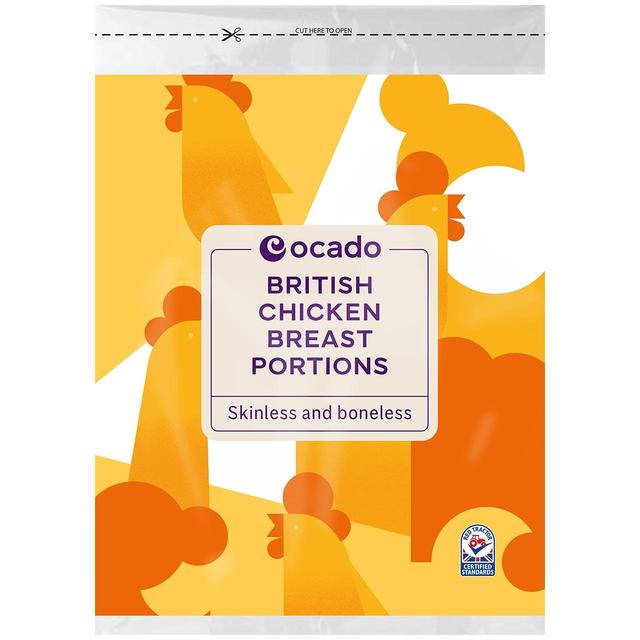 CUT HERE TO OPEN
ocado
BRITISH
CHICKEN
BREAST
PORTIONS
Skinless and boneless
RED TRACTOR
CERTIFIED
STANDARDS